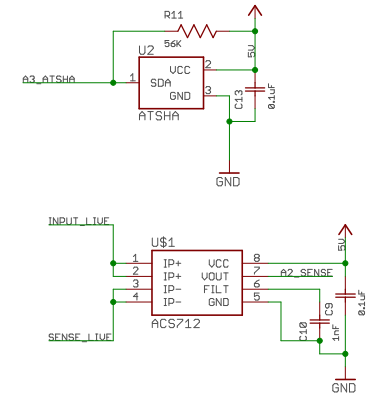 R11
56K
5V
U2
A3_ATSHA
1
SDA
VCC
2
GND
3
ATSHA
C13
0.1uF
GND
INPUT_LIVE
U$1
5V
1
IP+
VCC
8
2
IP+
VOUT
7
A2_SENSE
3
IP-
FILT
6
4
IP-
GND
5
SENSE_LIVE
ACS712
C10
1nF
C9
0.1uF
GND